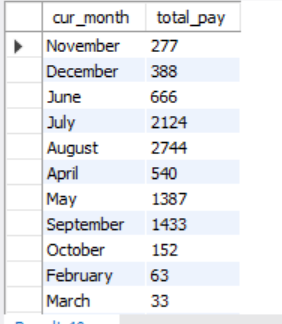 cur_month total_pay
November 277
December 388
June 666
July 2124
August 2744
April 540
May 1387
September 1433
October 152
February 63
March 33